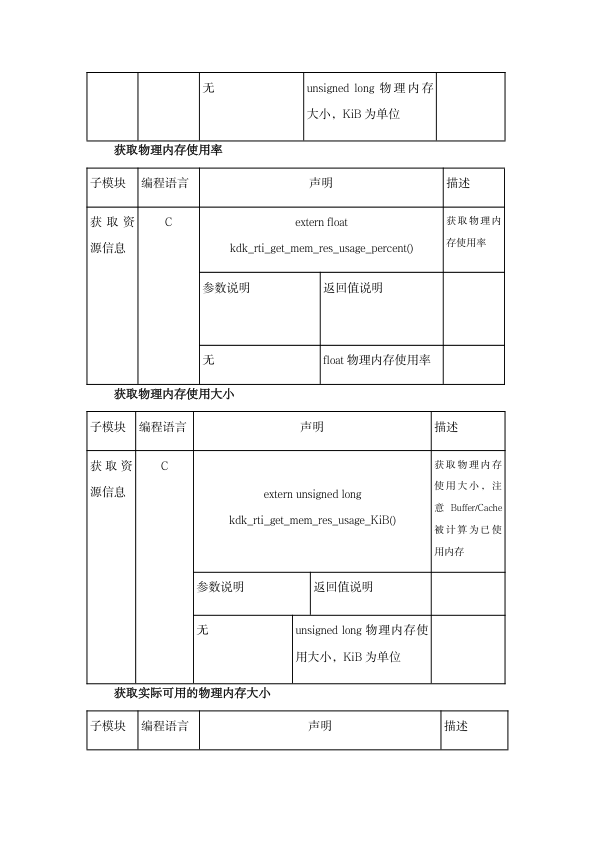 无 unsigned long 物理内存
大小，KiB 为单位
获取物理内存使用率
子模块 编程语言 声明 描述
获取资 C extern float 获取物理内
源信息 kdk_rti_get_mem_res_usage_percent() 存使用率
参数说明 返回值说明
无 float 物理内存使用率
获取物理内存使用大小
子模块 编程语言 声明 描述
获取资 C 获取物理内存
源信息 使用大小，注
extern unsigned long 意 Buffer/Cache
kdk_rti_get_mem_res_usage_KiB() 被计算为已使
用内存
参数说明 返回值说明
无 unsigned long 物理内存使
用大小，KiB 为单位
获取实际可用的物理内存大小
子模块 编程语言 声明 描述